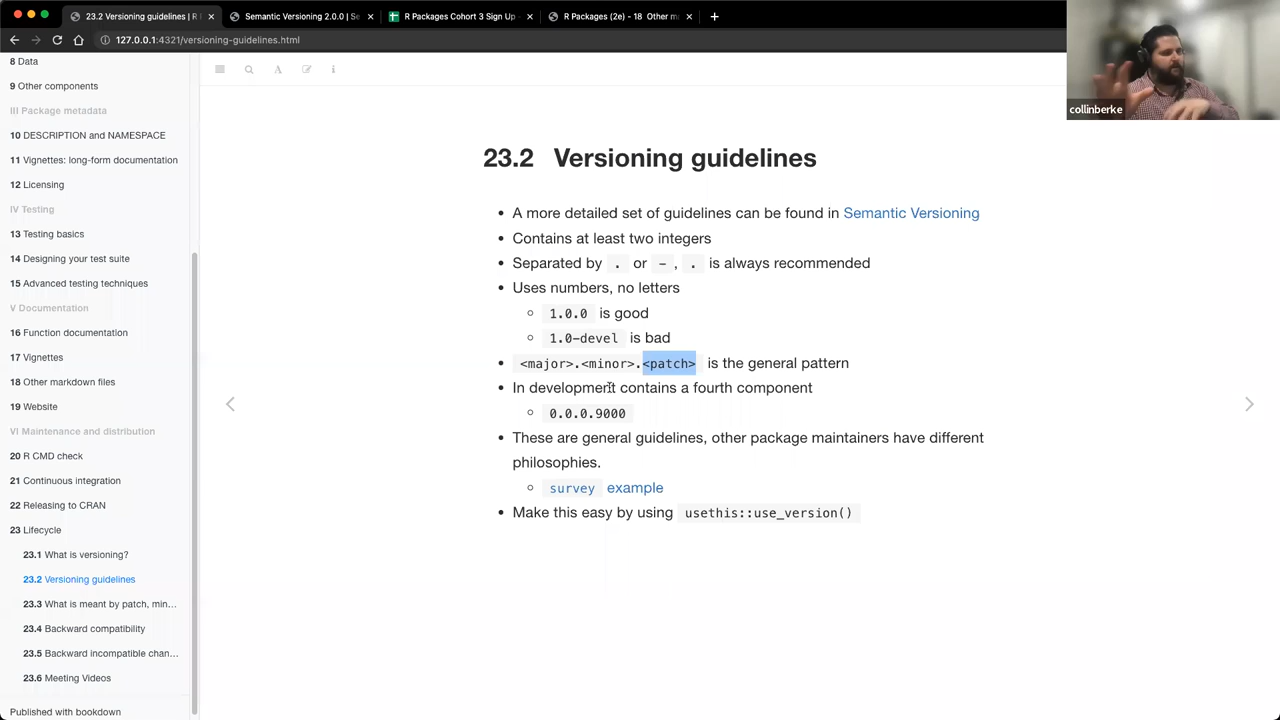 23.2 Versioning guidelines | R I
Semantic Versioning 2.0.0 | Se
R Packages Cohort 3 Sign Up
R Packages (2e) - 18 Other m
127.0.0.1:4321/versioning-guidelines.html
collinberke
8 Data
9 Other components
III Package metadata
10 DESCRIPTION and NAMESPACE
11 Vignettes: long-form documentation
12 Licensing
IV Testing
13 Testing basics
14 Designing your test suite
15 Advanced testing techniques
V Documentation
16 Function documentation
17 Vignettes
18 Other markdown files
19 Website
VI Maintenance and distribution
20 R CMD check
21 Continuous integration
22 Releasing to CRAN
23 Lifecycle
23.1 What is versioning?
23.2 Versioning guidelines
23.3 What is meant by patch, min…
23.4 Backward compatibility
23.5 Backward incompatible chan…
23.6 Meeting Videos
Published with bookdown
23.2 Versioning guidelines
A more detailed set of guidelines can be found in Semantic Versioning
Contains at least two integers
Separated by . or -, . is always recommended
Uses numbers, no letters
1.0.0 is good
1.0-devel is bad
<major>.<minor>.<patch> is the general pattern
In development contains a fourth component
0.0.0.9000
These are general guidelines, other package maintainers have different
philosophies.
survey example
Make this easy by using usethis::use_version()